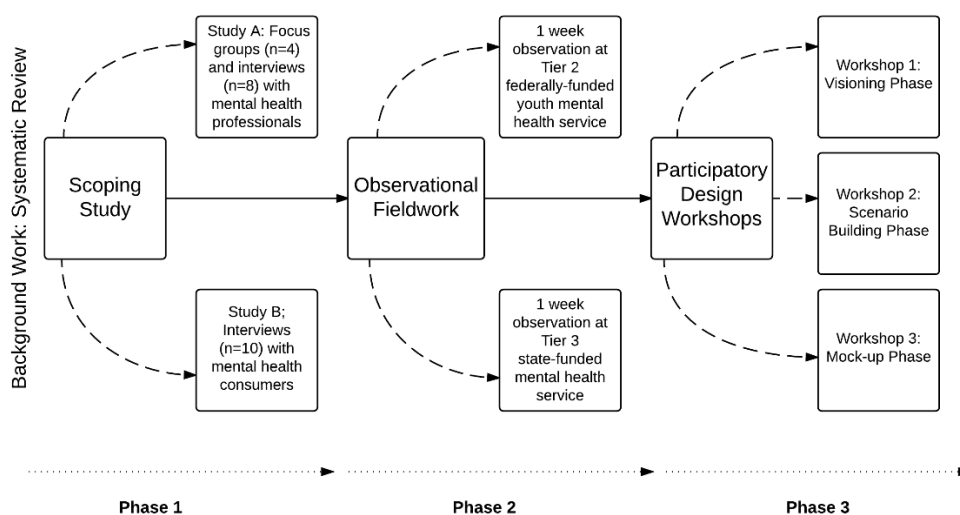 Background Work: Systematic Review
Study A: Focus
groups (n=4)
and interviews
(n=8) with
mental health
professionals
Scoping
Study
Study B;
Interviews
(n=10) with
mental health
consumers
1 week
observation at
Tier 2
federally-funded
youth mental
health service
Observational
Fieldwork
1 week
observation at
Tier 3
state-funded
mental health
service
Participatory
Design
Workshops
Workshop 1:
Visioning Phase
Workshop 2:
Scenario
Building Phase
Workshop 3:
Mock-up Phase
Phase 1
Phase 2
Phase 3